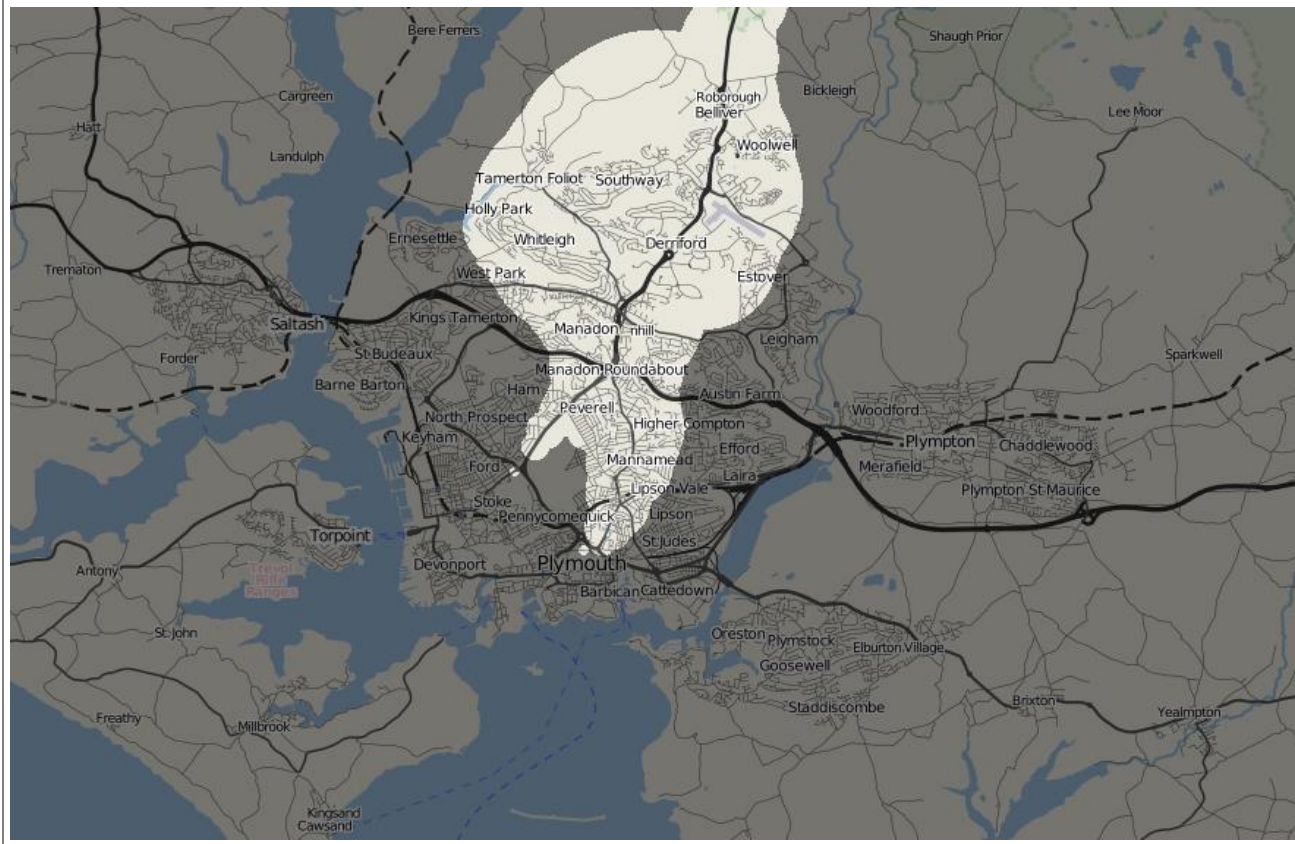 Bere Ferrers
Shaugh Prior
Cargreen
Roborough
Bickleigh
Belliver
Lee Moor
Hatt
Woolwell
Landulph
Tamerton Foliot
Southway
Holly Park
Ernesettle
Whitleigh
Derriford
Trematon
West Park
Estover
Saltash
Kings Tamerton
Manadon
nhill
Leigham
Forder
St Budeaux
Sparkwell
Manadon Roundabout
Barne Barton
Ham
Austin Farm
Peverell
Woodford
North Prospect
Higher Compton
Keyham
Plympton
Efford
Chaddlewood
Ford
Mannamead
Merafield
Laira
Lipson Vale
Plympton St Maurice
Stoke
Pennycomequick
Lipson
Torpoint
St Judes
Plymouth
Devonport
Antony
Trevol
Rifle
Ranges
Barbican
Cattedown
St. John
Oreston
Plymstock
Elburton Village
Goosewell
Staddiscombe
Brixton
Yealmpton
Freathy
Millbrook
Kingsand
Cawsand